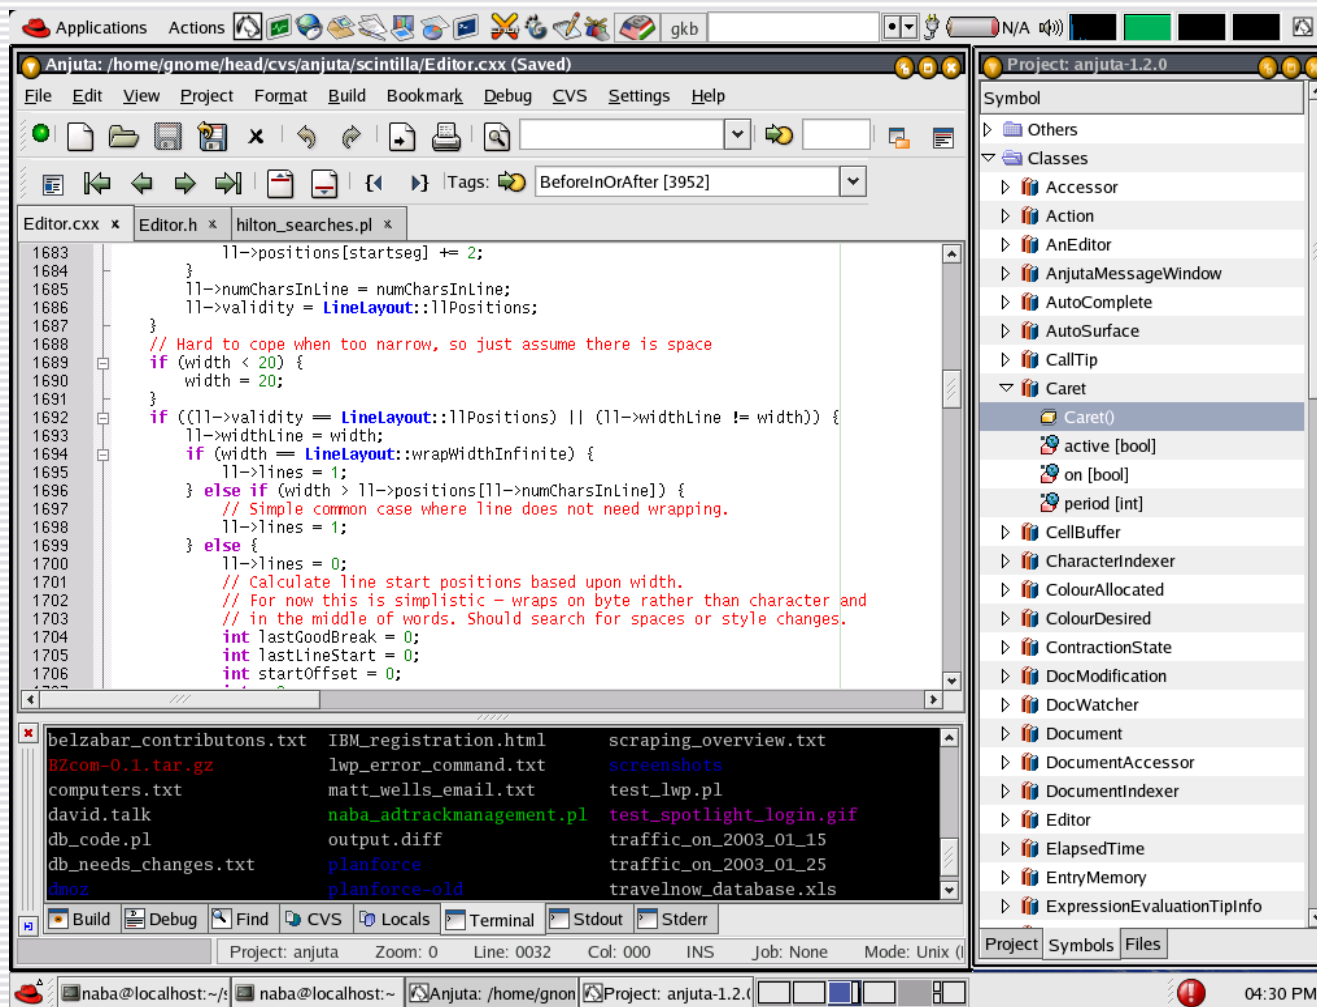 Applications Actions gkb N/A
Anjuta: /home/gnome/head/cvs/anjuta/scintilla/Editor.cxx (Saved)
File Edit View Project Format Build Bookmark Debug CVS Settings Help
Tags: BeforeInOrAfter [3952]
Editor.cxx x Editor.h x hilton_searches.pl x
1683 ll->positions[startseg] += 2;
1684 }
1685 ll->numCharsInLine = numCharsInLine;
1686 ll->validity = LineLayout::llPositions;
1687 }
1688 // Hard to cope when too narrow, so just assume there is space
1689 if (width < 20) {
1690 width = 20;
1691 }
1692 if ((ll->validity == LineLayout::llPositions) || (ll->widthLine != width)) {
1693 ll->widthLine = width;
1694 if (width == LineLayout::wrapWidthInfinite) {
1695 ll->lines = 1;
1696 } else if (width > ll->positions[ll->numCharsInLine]) {
1697 // Simple common case where line does not need wrapping.
1698 ll->lines = 1;
1699 } else {
1700 ll->lines = 0;
1701 // Calculate line start positions based upon width.
1702 // For now this is simplistic - wraps on byte rather than character and
1703 // in the middle of words. Should search for spaces or style changes.
1704 int lastGoodBreak = 0;
1705 int lastLineStart = 0;
1706 int startOffset = 0;
belzabar_contributons.txt IBM_registration.html scraping_overview.txt
BZcom-0.1.tar.gz lwp_error_command.txt screenshots
computers.txt matt_wells_email.txt test_lwp.pl
david.talk naba_adtrackmanagement.pl test_spotlight_login.gif
db_code.pl output.diff traffic_on_2003_01_15
db_needs_changes.txt planforce traffic_on_2003_01_25
dmoz planforce-old travelnow_database.xls
Build Debug Find CVS Locals Terminal Stdout Stderr
Project: anjuta Zoom: 0 Line: 0032 Col: 000 INS Job: None Mode: Unix (
Project: anjuta-1.2.0
Symbol
Others
Classes
Accessor
Action
AnEditor
AnjutaMessageWindow
AutoComplete
AutoSurface
CallTip
Caret
Caret()
active [bool]
on [bool]
period [int]
CellBuffer
CharacterIndexer
ColourAllocated
ColourDesired
ContractionState
DocModification
DocWatcher
Document
DocumentAccessor
DocumentIndexer
Editor
ElapsedTime
EntryMemory
ExpressionEvaluationTipInfo
Project Symbols Files
naba@localhost:~/ naba@localhost:~ Anjuta: /home/gnom Project: anjuta-1.2.( 04:30 PM